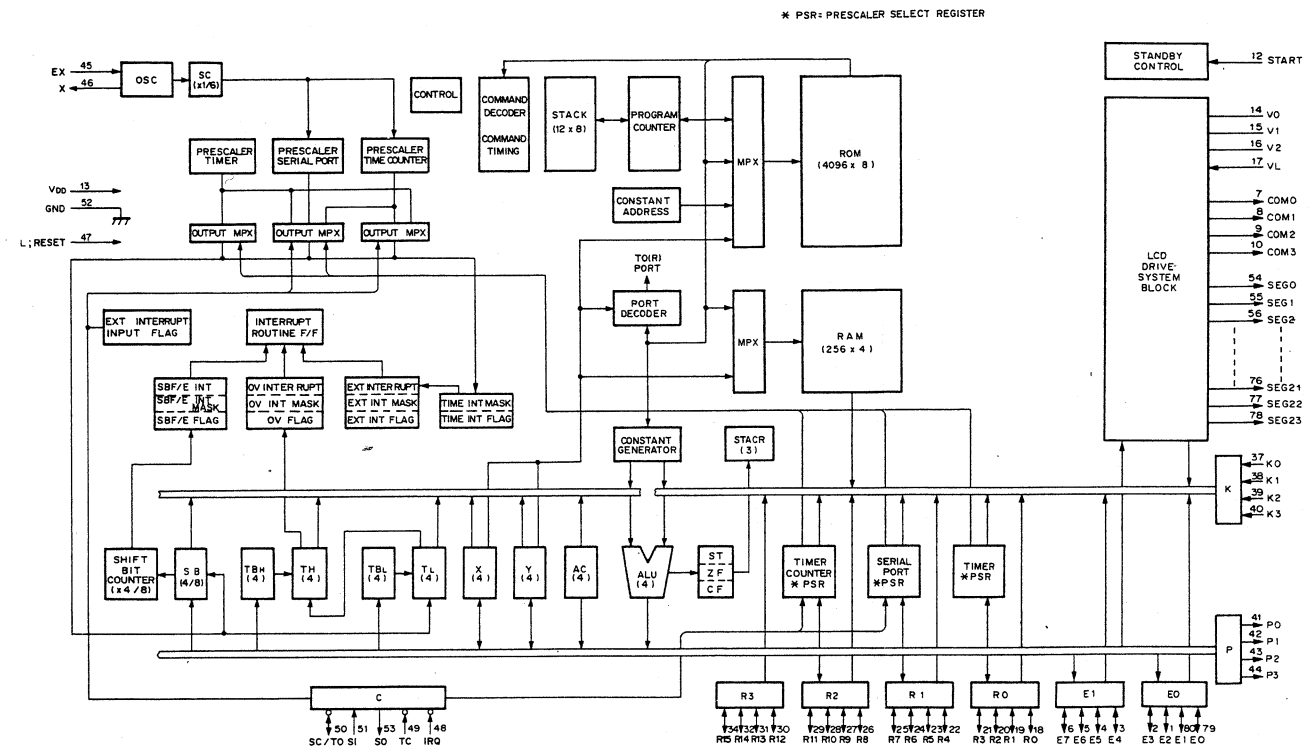 * PSR= PRESCALER SELECT REGISTER
EX 45
X 46
OSC
SC
(x1/6)
CONTROL
COMMAND
DECODER
COMMAND
TIMING
STACK
(12 x 8)
PROGRAM
COUNTER
MPX
ROM
(4096 x 8)
STANDBY
CONTROL
12 START
PRESCALER
TIMER
PRESCALER
SERIAL PORT
PRESCALER
TIME COUNTER
CONSTANT
ADDRESS
VDD 13
GND 52
L;RESET 47
OUTPUT MPX
OUTPUT MPX
OUTPUT MPX
TO(R)
PORT
PORT
DECODER
MPX
RAM
(256 x 4)
LCD
DRIVE-
SYSTEM
BLOCK
14 V0
15 V1
16 V2
17 VL
7 COM0
8 COM1
9 COM2
10 COM3
54 SEG0
55 SEG1
56 SEG2
76 SEG21
77 SEG22
78 SEG23
EXT INTERRUPT
INPUT FLAG
INTERRUPT
ROUTINE F/F
SBF/E INT
SBF/E INT
MASK
SBF/E FLAG
OV INTERRUPT
OV INT MASK
OV FLAG
EXT INTERRUPT
EXT INT MASK
EXT INT FLAG
TIME INT MASK
TIME INT FLAG
CONSTANT
GENERATOR
STACR
(3)
K
37 K0
38 K1
39 K2
40 K3
SHIFT
BIT
COUNTER
(x4/8)
SB
(4/8)
TBH
(4)
TH
(4)
TBL
(4)
TL
(4)
X
(4)
Y
(4)
AC
(4)
ALU
(4)
ST
ZF
CF
TIMER
COUNTER
*PSR
SERIAL
PORT
*PSR
TIMER
*PSR
P
41 P0
42 P1
43 P2
44 P3
C
50 51 53 49 48
SC/TO SI SO TC IRQ
R3
34 32 31 30
R15 R14 R13 R12
R2
29 28 27 26
R11 R10 R9 R8
R1
25 24 23 22
R7 R6 R5 R4
R0
21 20 19 18
R3 R2 R1 R0
E1
6 5 4 3
E7 E6 E5 E4
E0
2 1 80 79
E3 E2 E1 E0